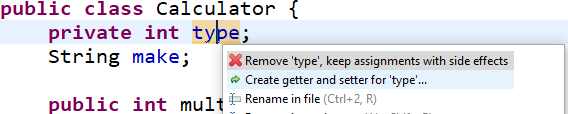 public class Calculator {
private int type;
String make;
Remove 'type', keep assignments with side effects
Create getter and setter for 'type'...
public int mul
Rename in file (Ctrl+2, R)